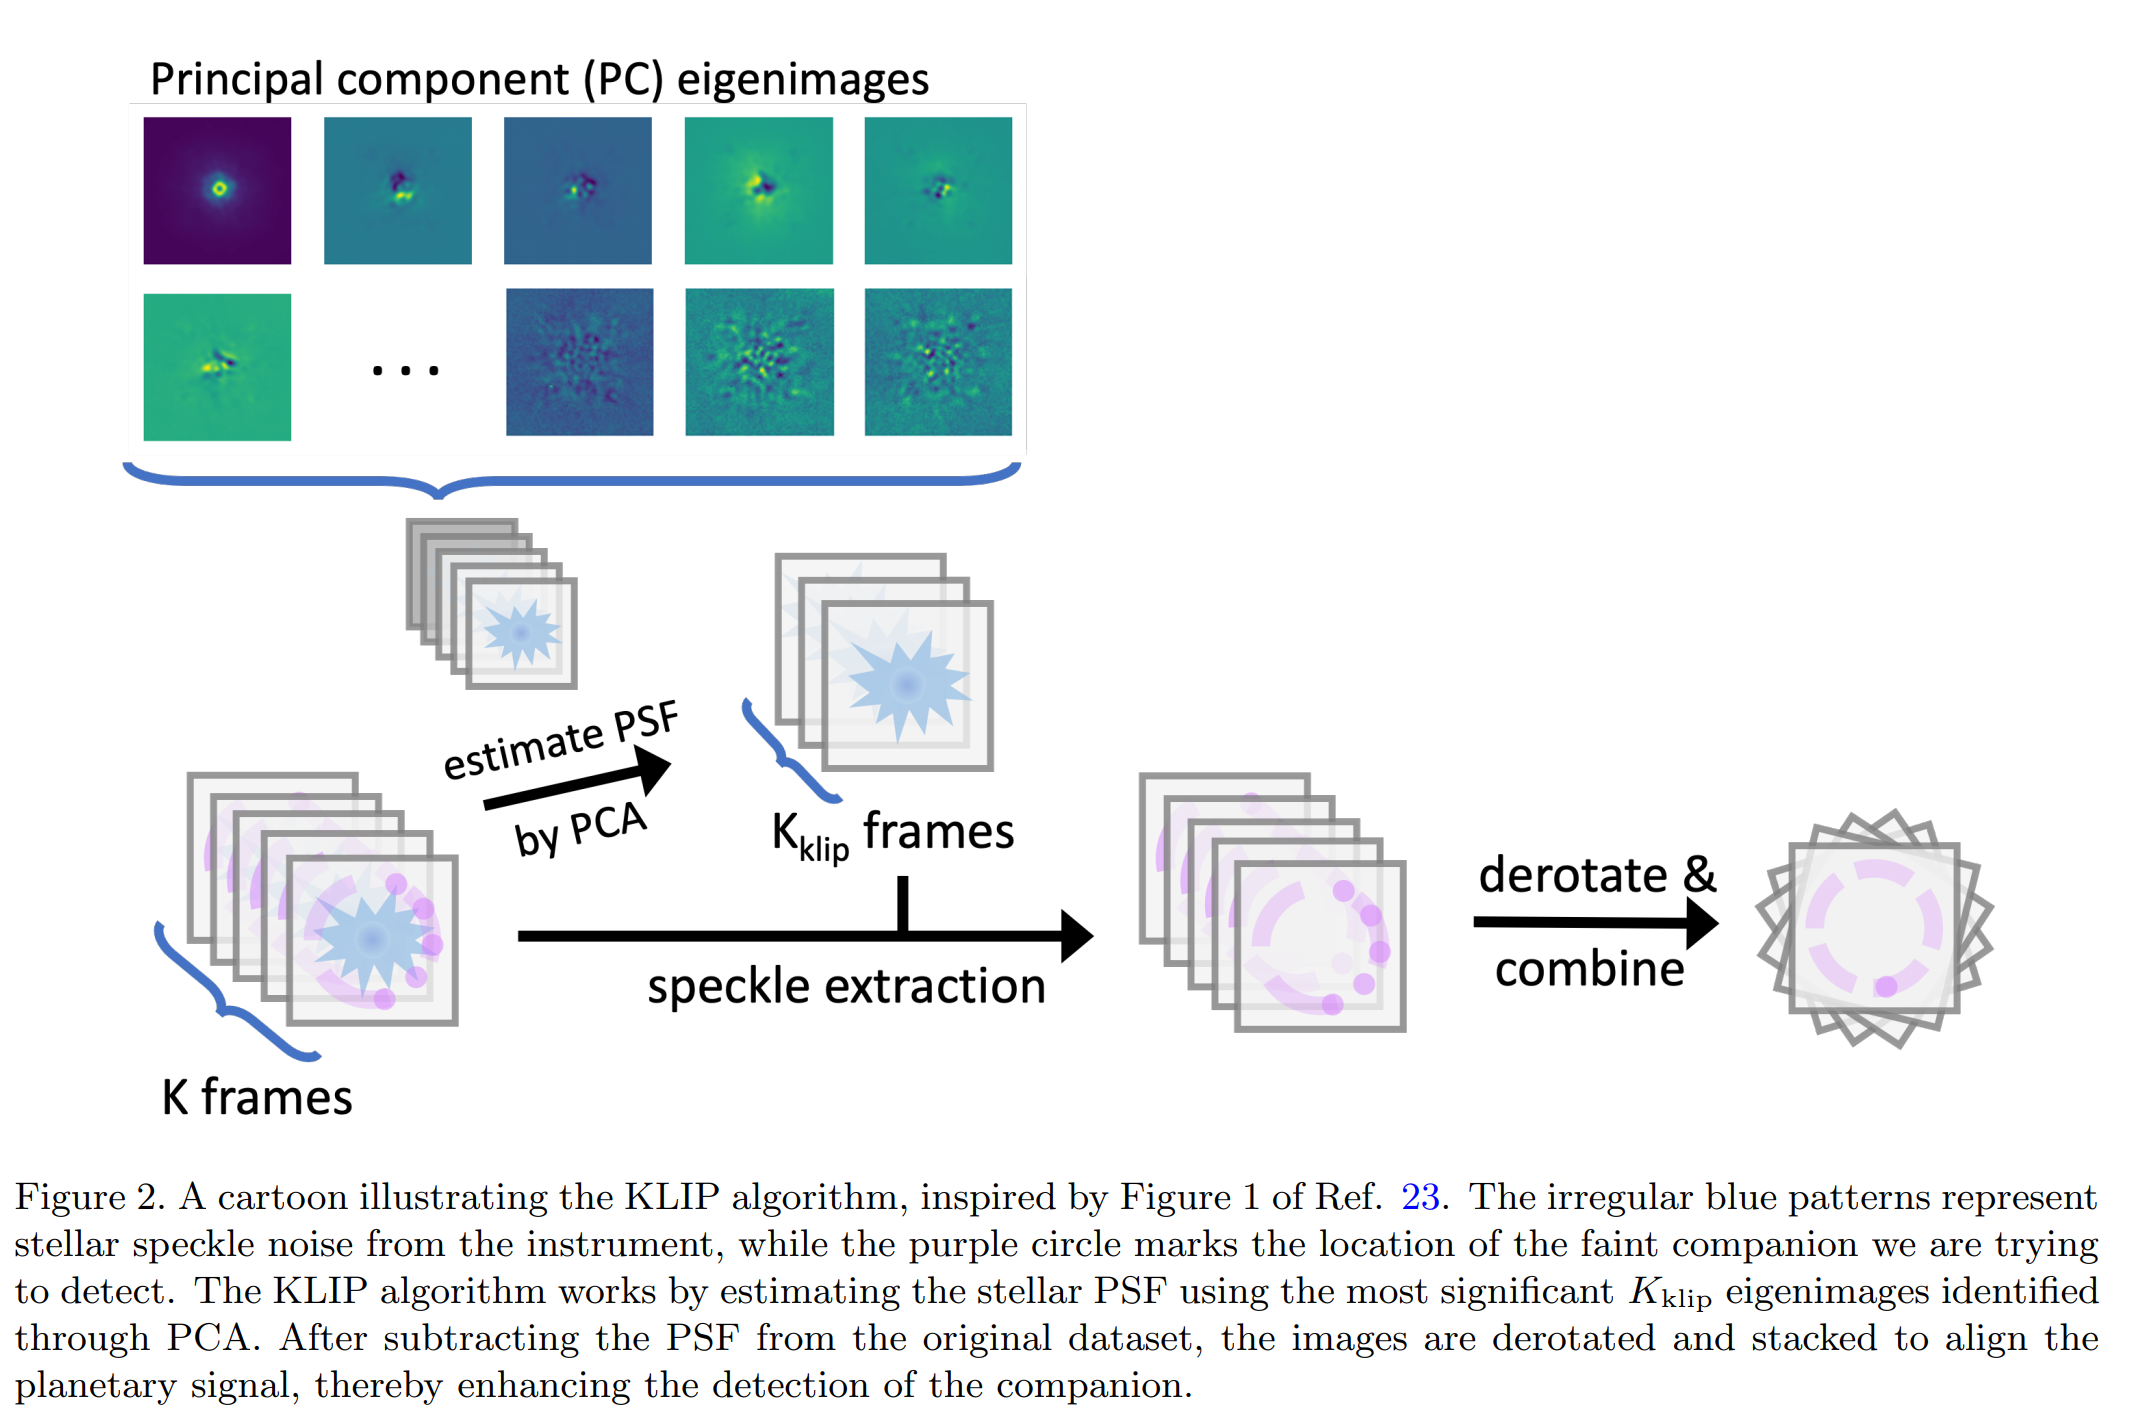 Principal component (PC) eigenimages
. . .
estimate PSF
by PCA
K_klip frames
K frames
speckle extraction
derotate &
combine
Figure 2. A cartoon illustrating the KLIP algorithm, inspired by Figure 1 of Ref. 23. The irregular blue patterns represent
stellar speckle noise from the instrument, while the purple circle marks the location of the faint companion we are trying
to detect. The KLIP algorithm works by estimating the stellar PSF using the most significant K_klip eigenimages identified
through PCA. After subtracting the PSF from the original dataset, the images are derotated and stacked to align the
planetary signal, thereby enhancing the detection of the companion.